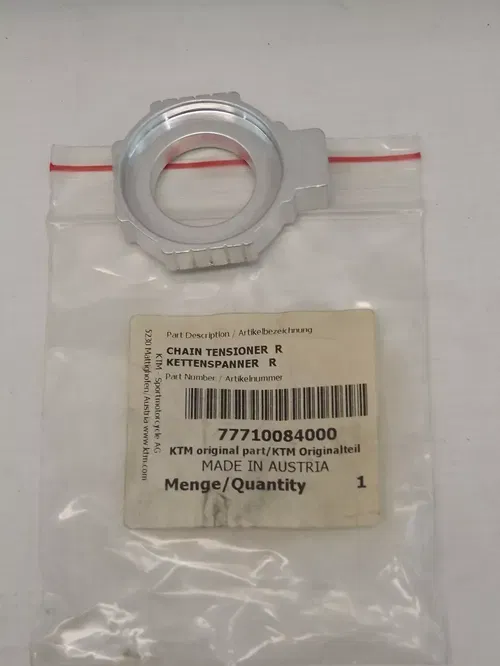 Part Description / Artikelbezeichnung
CHAIN TENSIONER R
KETTENSPANNER R
Part Number / Artikelnummer
77710084000
KTM original part/KTM Originalteil
MADE IN AUSTRIA
Menge/Quantity 1
KTM - Sportmotorcycle AG
5230 Mattighofen, Austria www.ktm.com